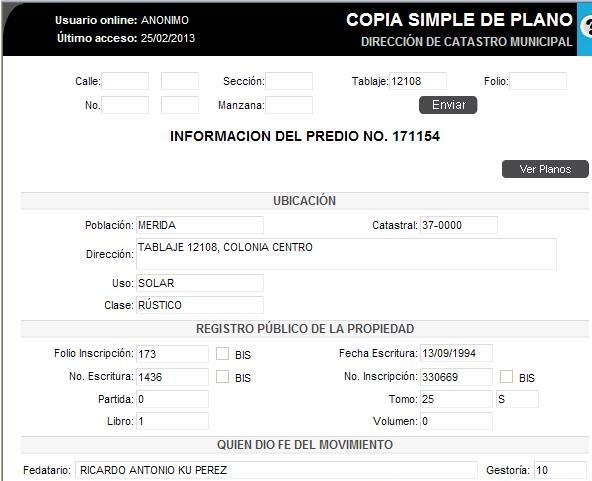 Usuario online: ANONIMO COPIA SIMPLE DE PLANO
Último acceso: 25/02/2013 DIRECCIÓN DE CATASTRO MUNICIPAL
?
Calle: Sección: Tablaje: 12108 Folio:
No. Manzana: Enviar
INFORMACION DEL PREDIO NO. 171154
Ver Planos
UBICACIÓN
Población: MERIDA Catastral: 37-0000
Dirección: TABLAJE 12108, COLONIA CENTRO
Uso: SOLAR
Clase: RÚSTICO
REGISTRO PÚBLICO DE LA PROPIEDAD
Folio Inscripción: 173 BIS Fecha Escritura: 13/09/1994
No. Escritura: 1436 BIS No. Inscripción: 330669 BIS
Partida: 0 Tomo: 25 S
Libro: 1 Volumen: 0
QUIEN DIO FE DEL MOVIMIENTO
Fedatario: RICARDO ANTONIO KU PEREZ Gestoría: 10